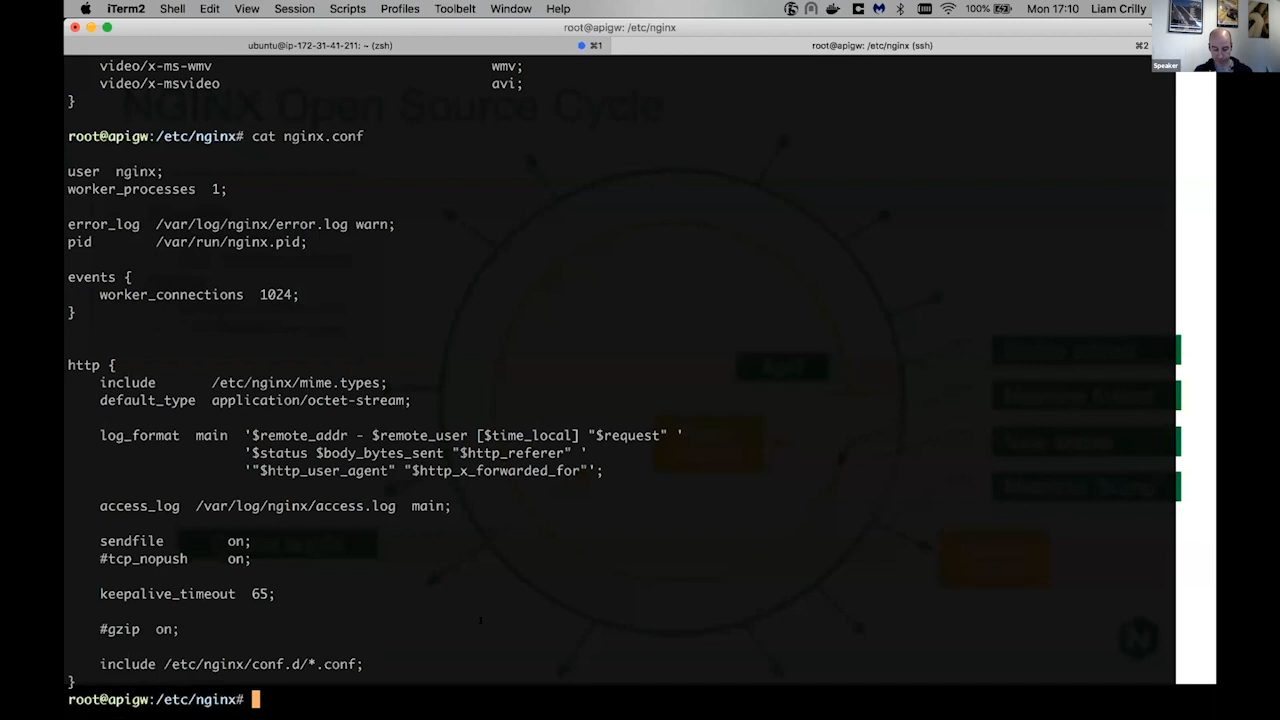 iTerm2 Shell Edit View Session Scripts Profiles Toolbelt Window Help 100% Mon 17:10 Liam Crilly
root@apigw: /etc/nginx
ubuntu@ip-172-31-41-211: ~ (zsh) ⌘1 root@apigw: /etc/nginx (ssh) ⌘2
Speaker
video/x-ms-wmv wmv;
video/x-msvideo avi;
}
NGINX Open Source Cycle
root@apigw:/etc/nginx# cat nginx.conf
user nginx;
worker_processes 1;
error_log /var/log/nginx/error.log warn;
pid /var/run/nginx.pid;
events {
worker_connections 1024;
}
http {
include /etc/nginx/mime.types;
default_type application/octet-stream;
log_format main '$remote_addr - $remote_user [$time_local] "$request" '
'$status $body_bytes_sent "$http_referer" '
'"$http_user_agent" "$http_x_forwarded_for"';
access_log /var/log/nginx/access.log main;
sendfile on;
#tcp_nopush on;
keepalive_timeout 65;
#gzip on;
include /etc/nginx/conf.d/*.conf;
}
root@apigw:/etc/nginx#